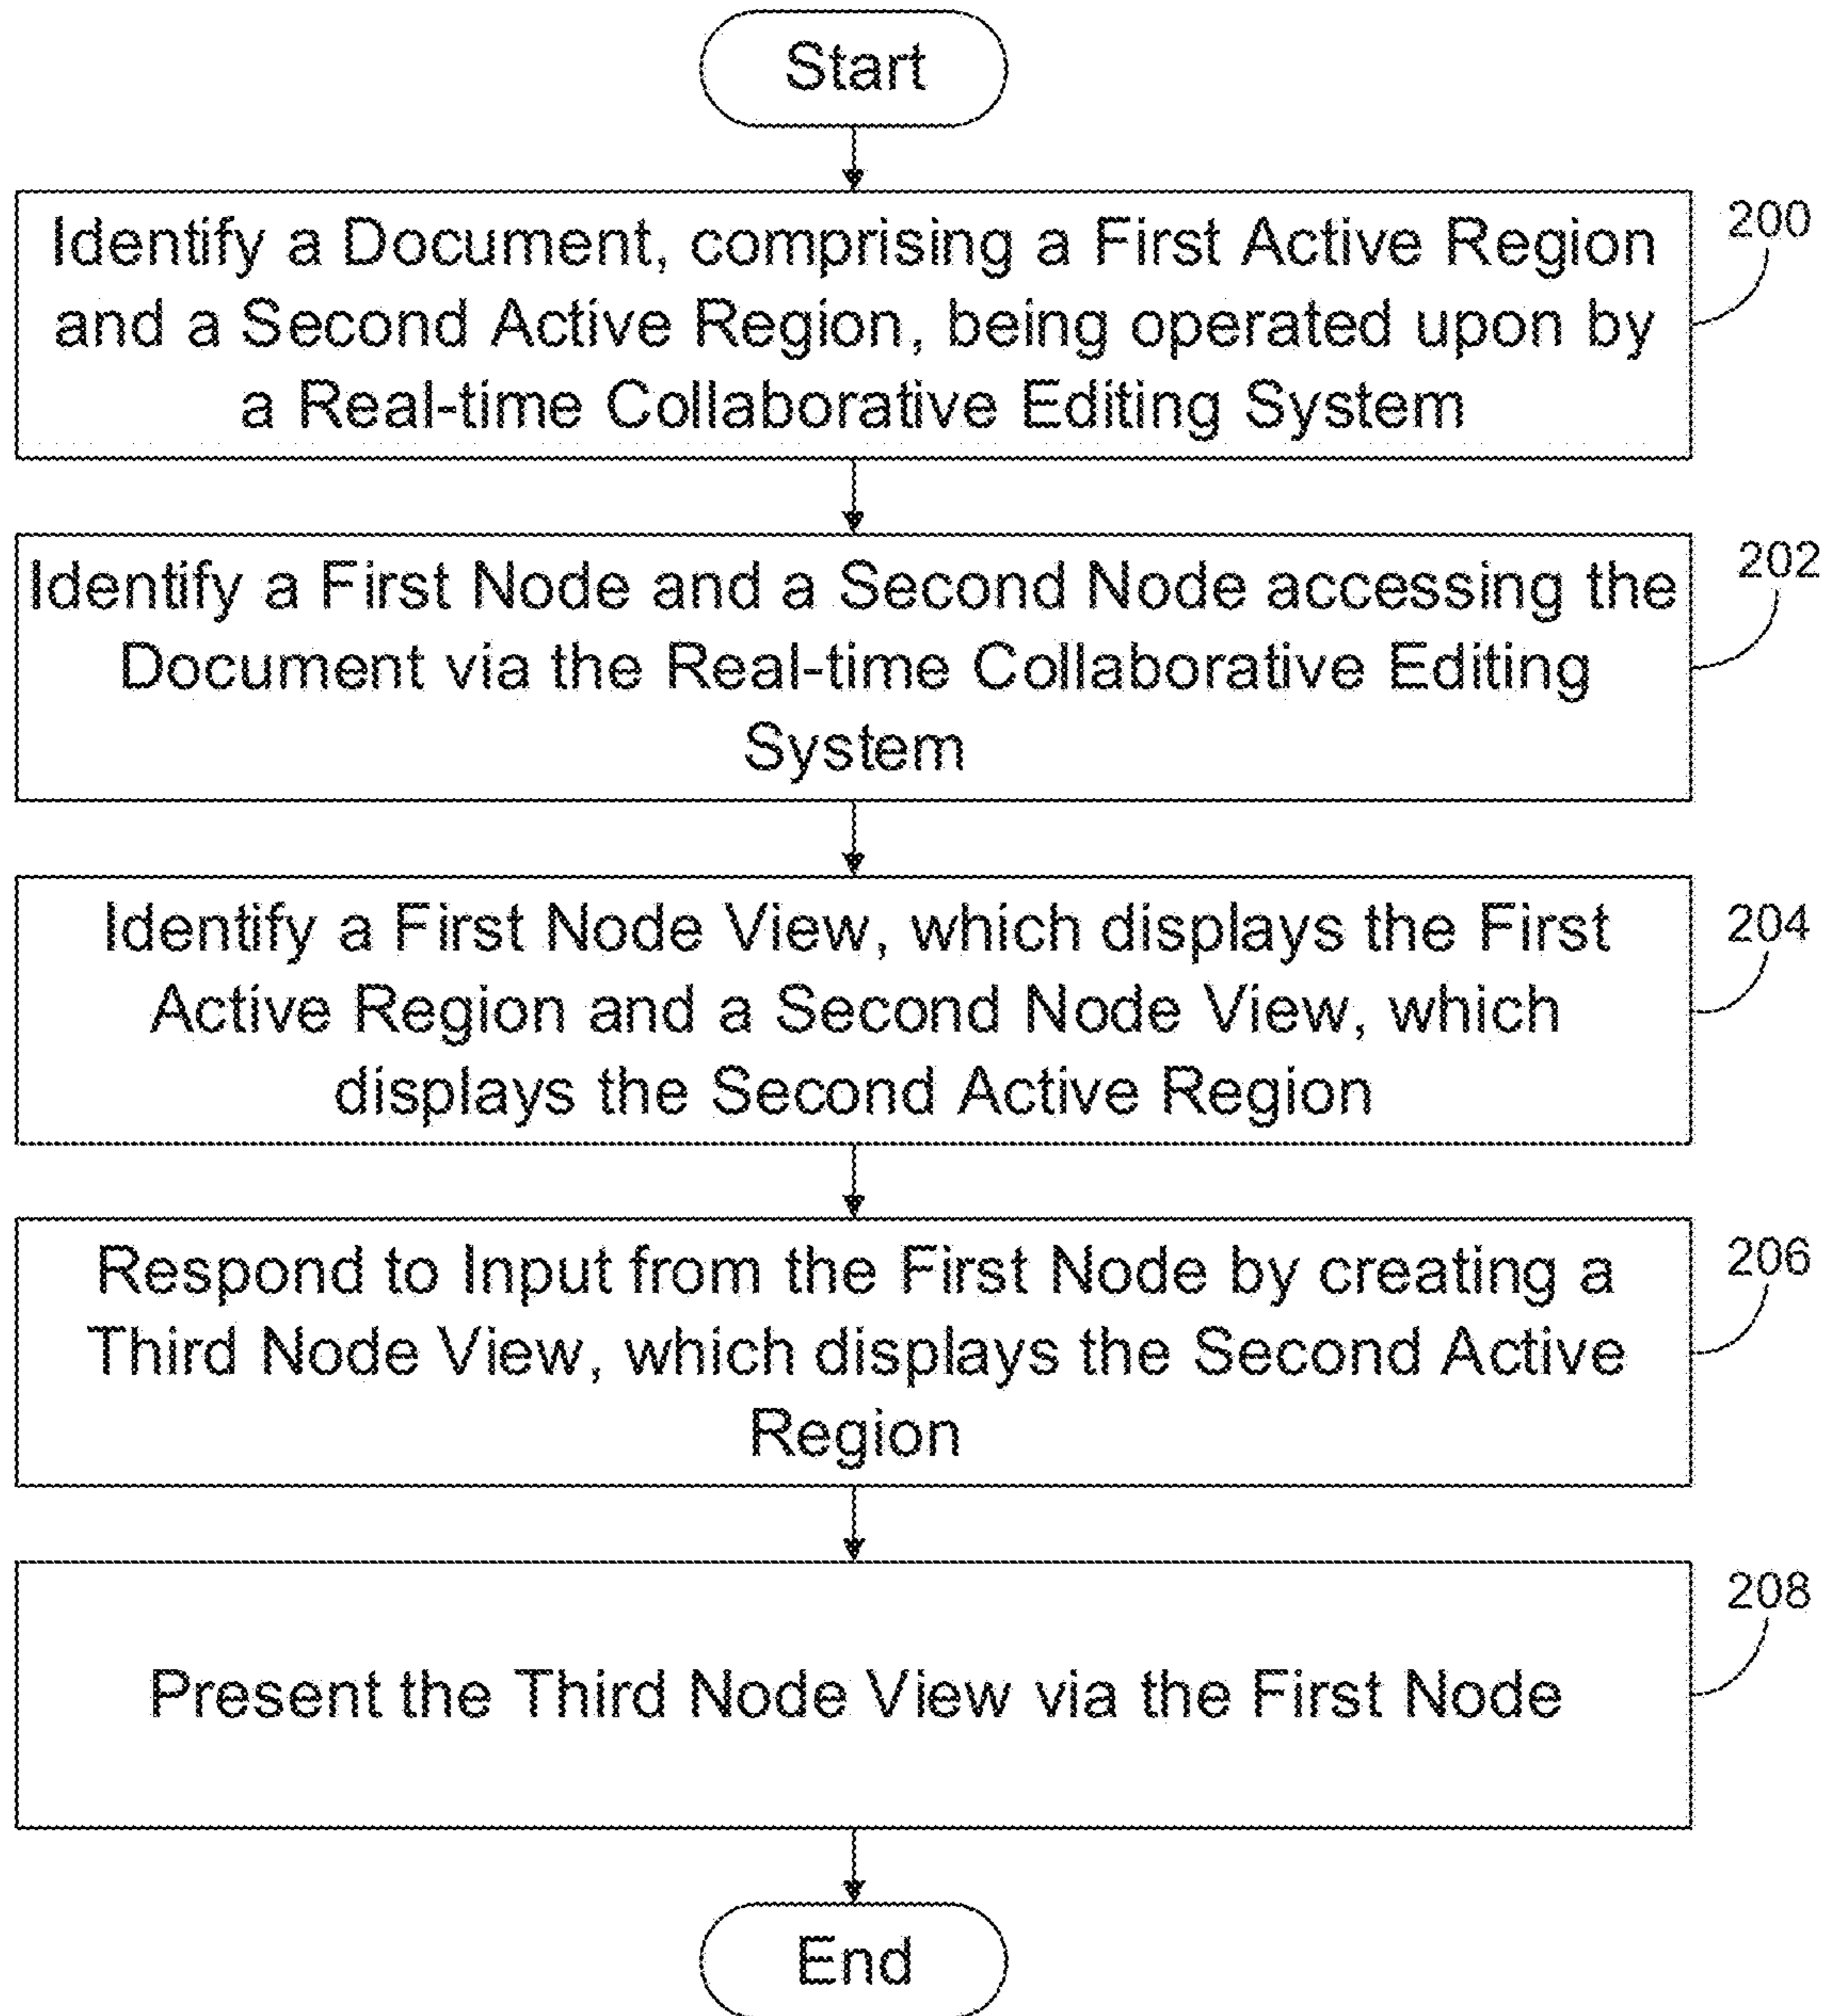 Start
Identify a Document, comprising a First Active Region
and a Second Active Region, being operated upon by
a Real-time Collaborative Editing System
200
Identify a First Node and a Second Node accessing the
Document via the Real-time Collaborative Editing
System
202
Identify a First Node View, which displays the First
Active Region and a Second Node View, which
displays the Second Active Region
204
Respond to Input from the First Node by creating a
Third Node View, which displays the Second Active
Region
206
Present the Third Node View via the First Node
208
End